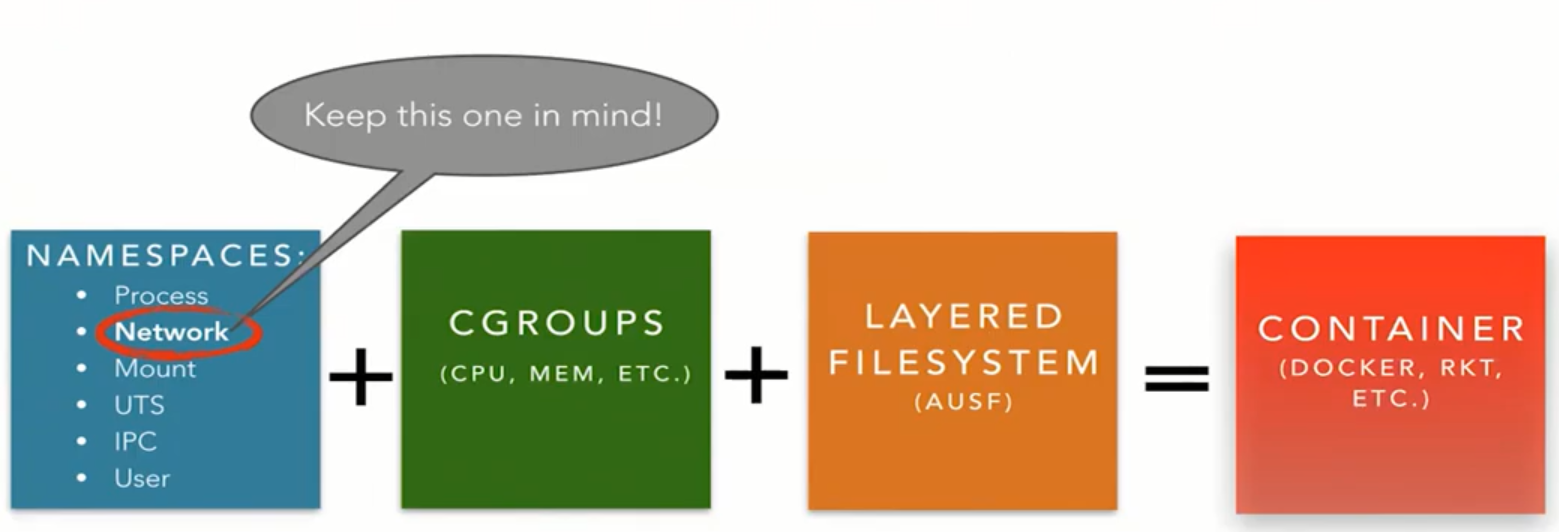 Keep this one in mind!
NAMESPACES:
• Process
• Network
• Mount
• UTS
• IPC
• User
+
CGROUPS
(CPU, MEM, ETC.)
+
LAYERED
FILESYSTEM
(AUSF)
=
CONTAINER
(DOCKER, RKT,
ETC.)